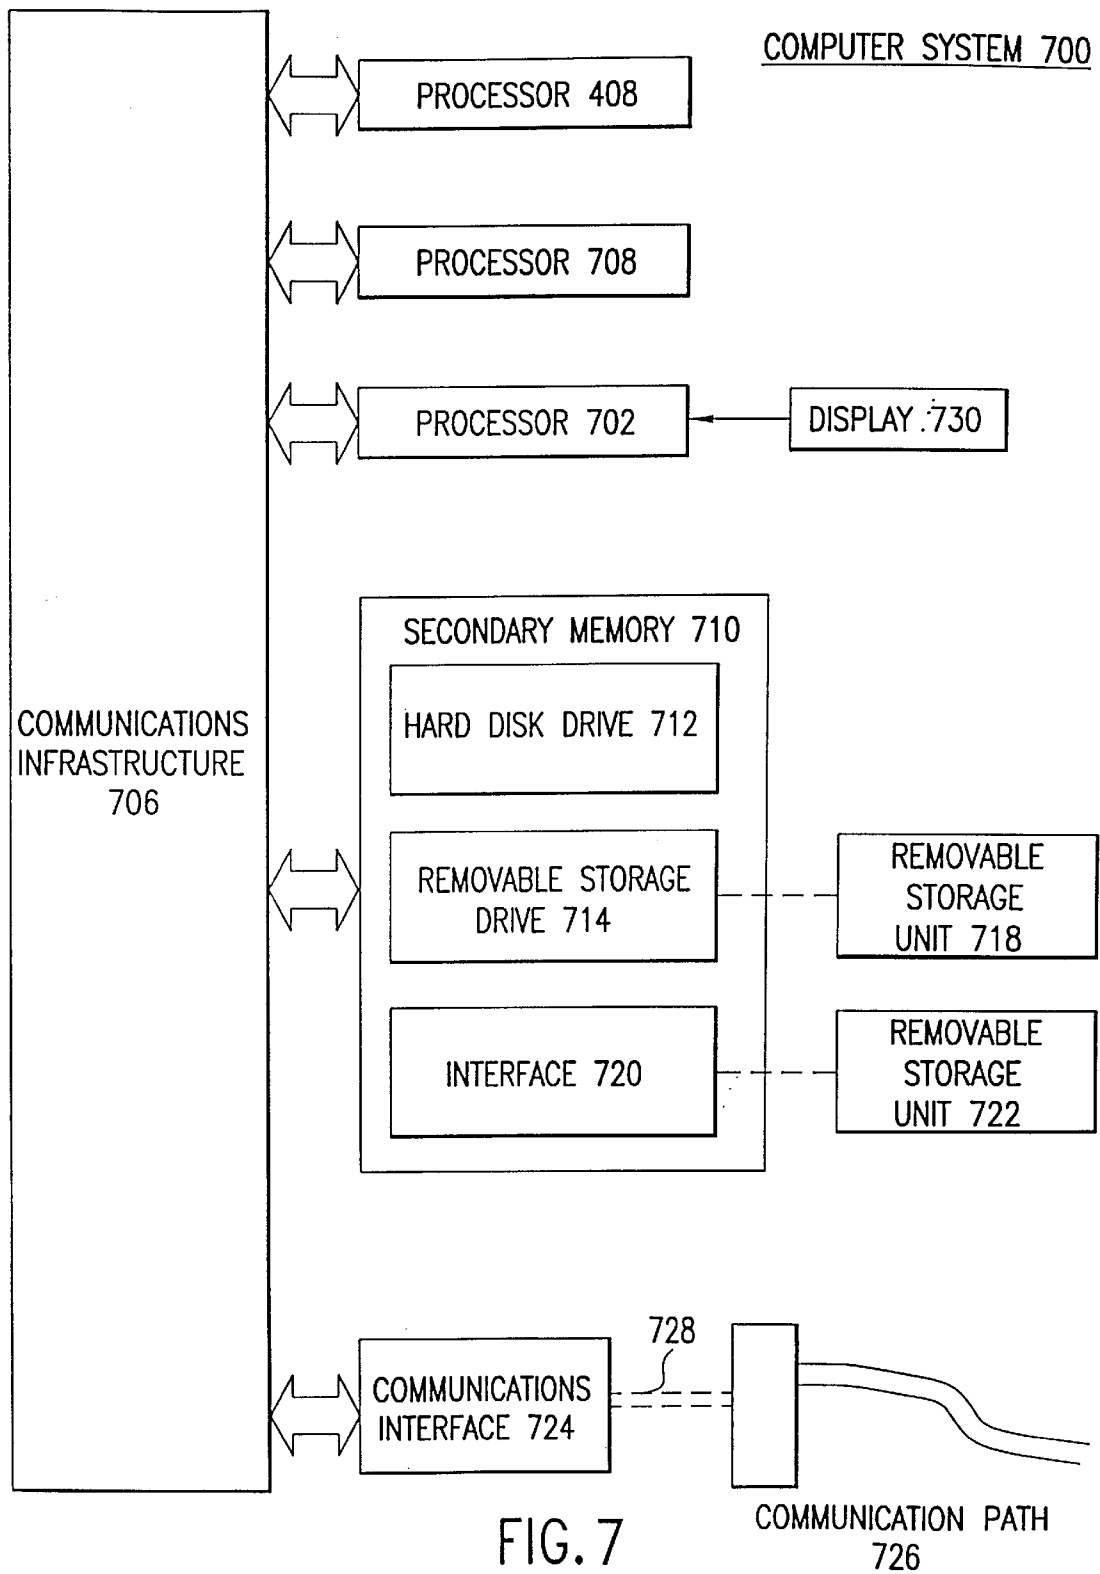 COMPUTER SYSTEM 700
PROCESSOR 408
PROCESSOR 708
PROCESSOR 702
DISPLAY 730
SECONDARY MEMORY 710
HARD DISK DRIVE 712
COMMUNICATIONS
INFRASTRUCTURE
706
REMOVABLE STORAGE
DRIVE 714
REMOVABLE
STORAGE
UNIT 718
INTERFACE 720
REMOVABLE
STORAGE
UNIT 722
728
COMMUNICATIONS
INTERFACE 724
COMMUNICATION PATH
726
FIG. 7